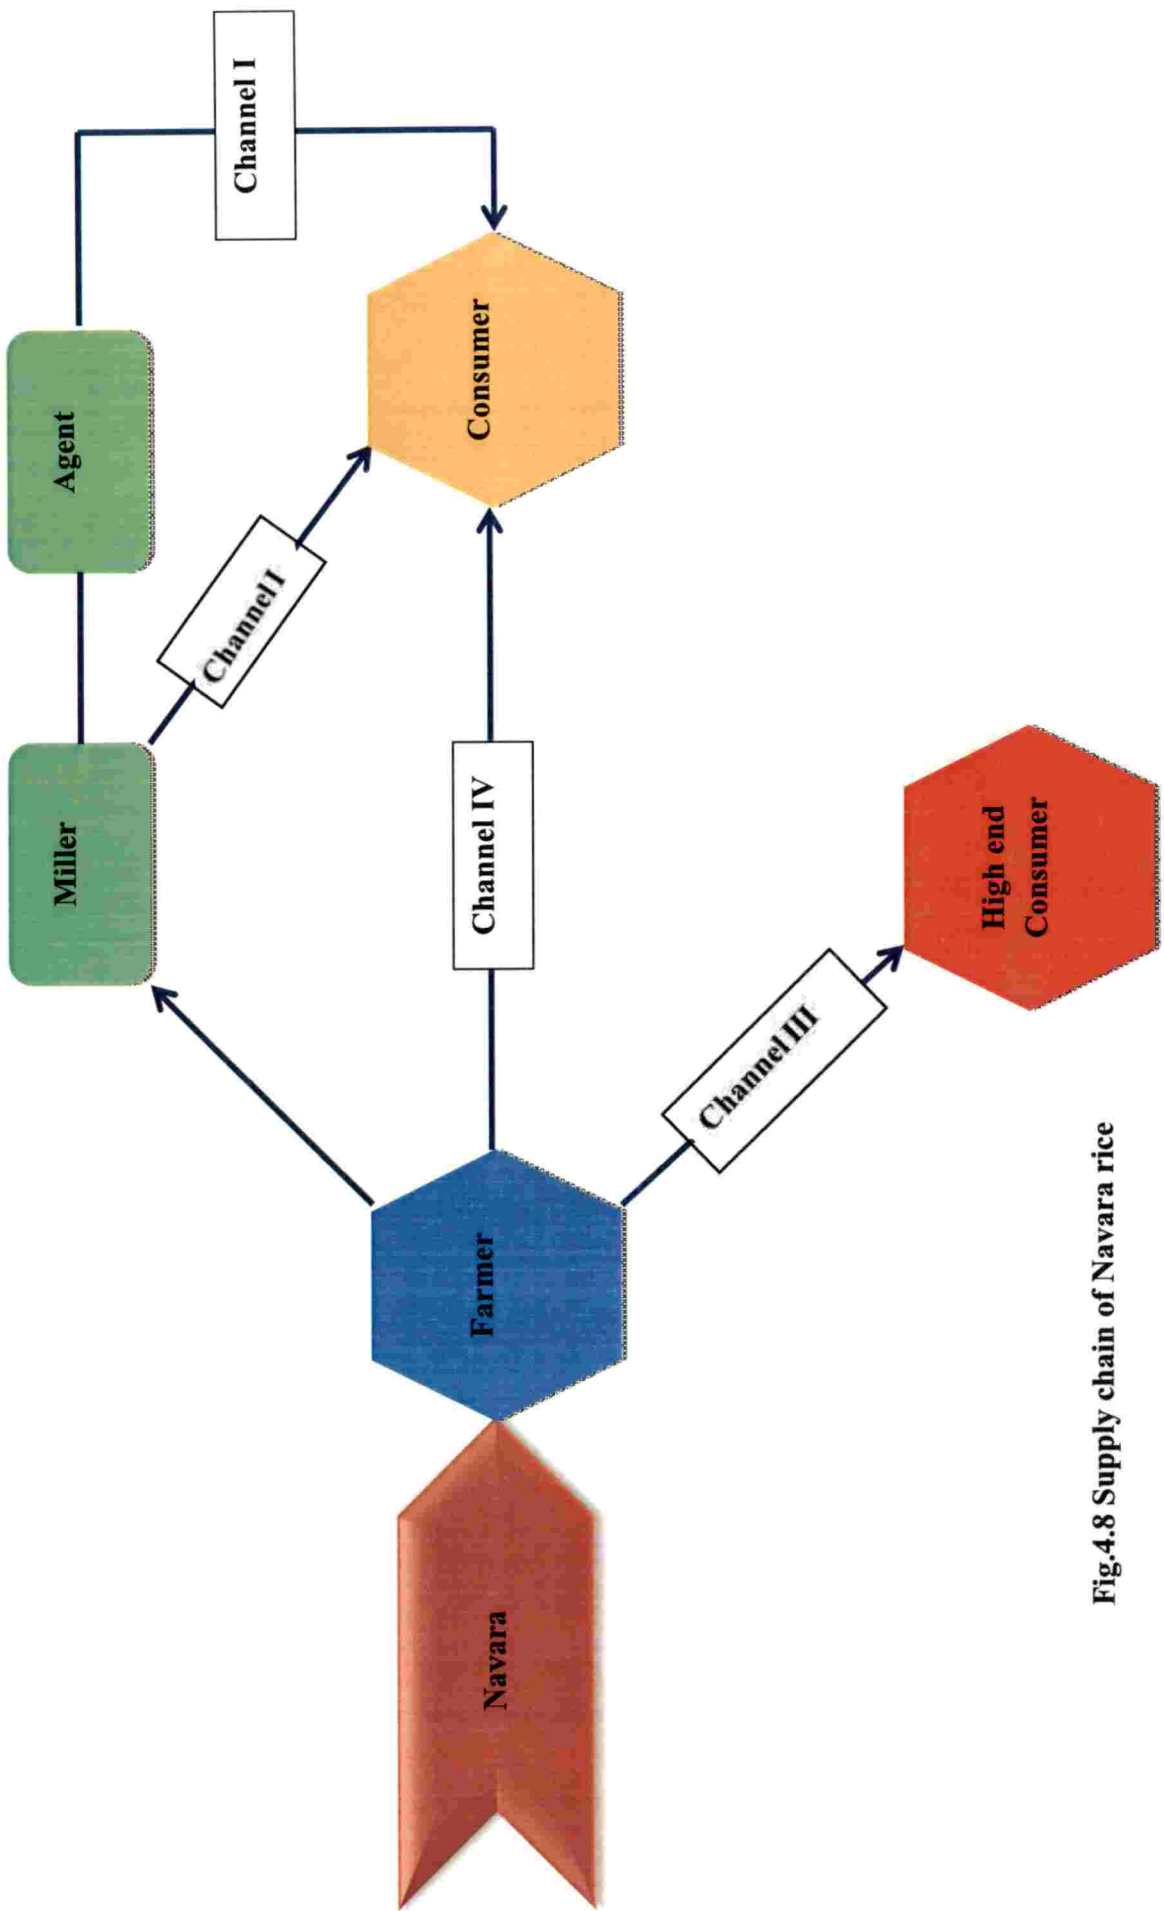 Navara
Farmer
Miller
Agent
Channel I
Channel I
Channel IV
Consumer
Channel III
High end
Consumer
Fig.4.8 Supply chain of Navara rice